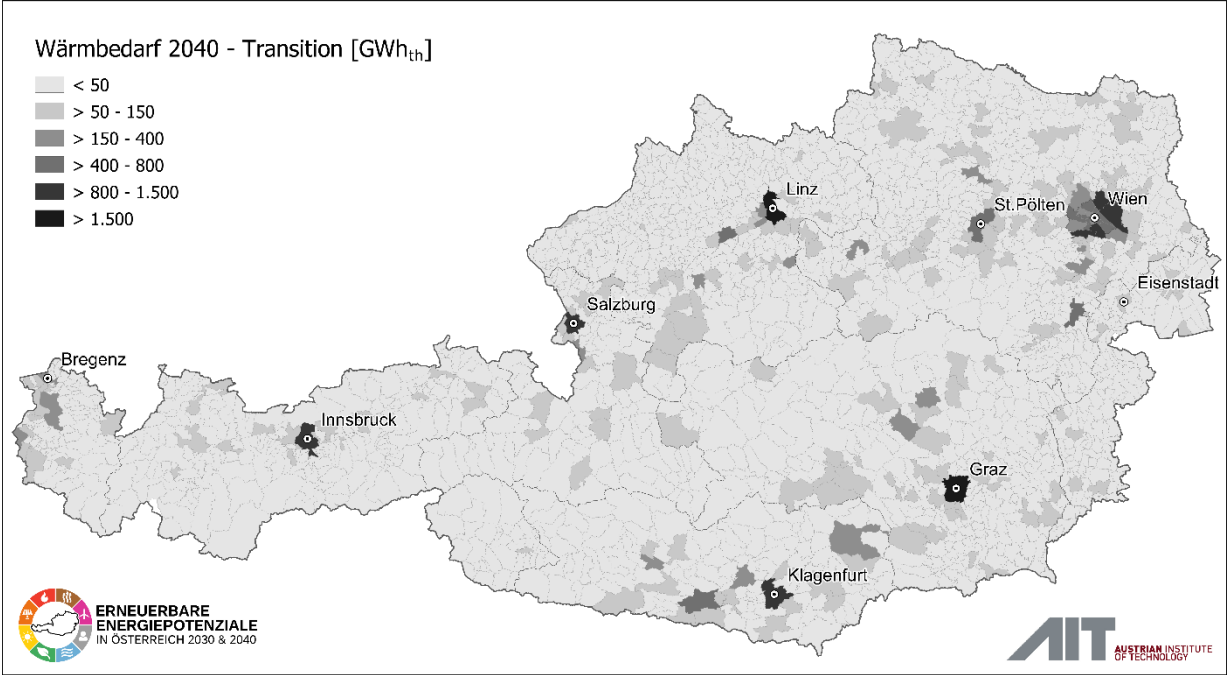 Wärmbedarf 2040 - Transition [GWhth]
< 50
> 50 - 150
> 150 - 400
> 400 - 800
> 800 - 1.500
> 1.500
Linz
St.Pölten
Wien
Eisenstadt
Salzburg
Bregenz
Innsbruck
Graz
Klagenfurt
ERNEUERBARE
ENERGIEPOTENZIALE
IN ÖSTERREICH 2030 & 2040
AIT AUSTRIAN INSTITUTE
OF TECHNOLOGY